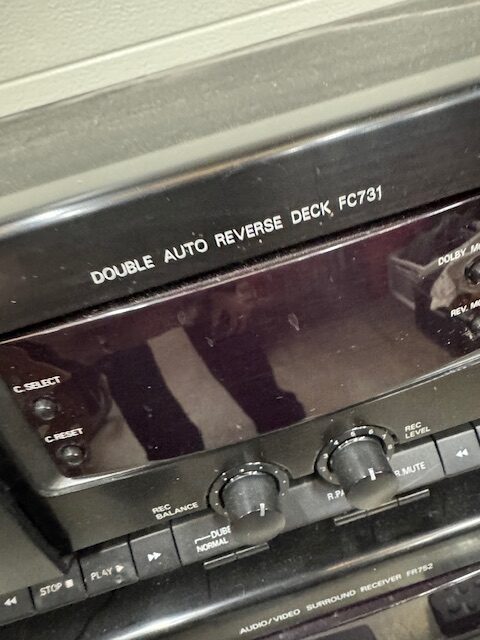 DOUBLE AUTO REVERSE DECK FC731
DOLBY
REV.
C.SELECT
C.RESET
REC
BALANCE
REC
LEVEL
NORMAL
R.MUTE
STOP
PLAY
AUDIO/VIDEO SURROUND RECEIVER FR752